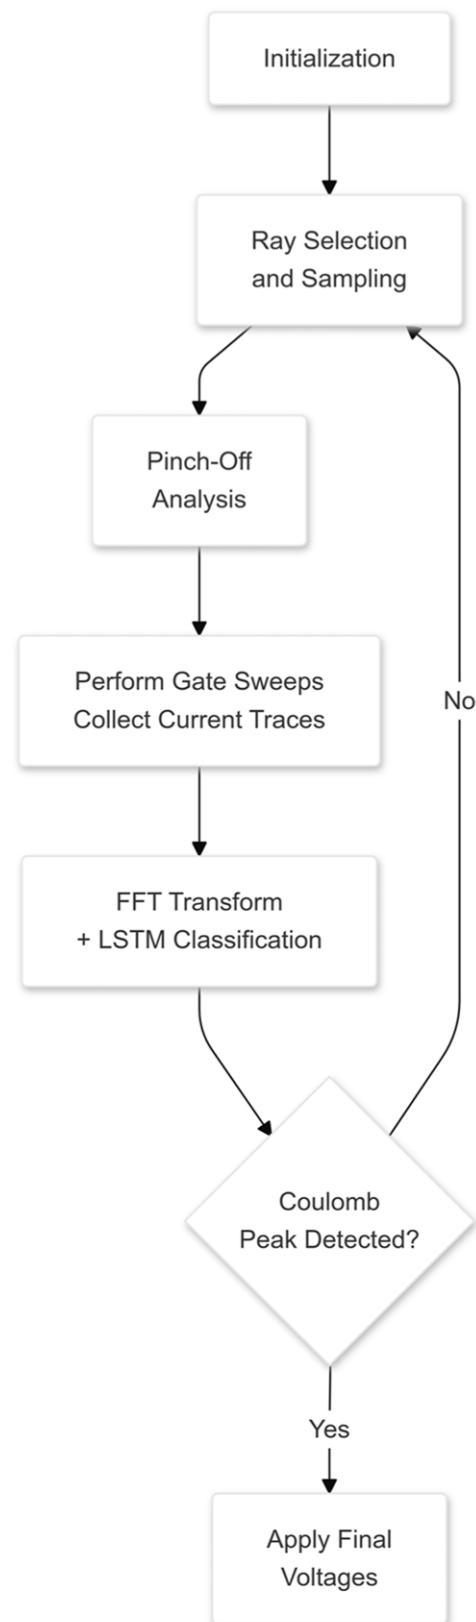 Initialization
Ray Selection
and Sampling
Pinch-Off
Analysis
Perform Gate Sweeps
Collect Current Traces
No
FFT Transform
+ LSTM Classification
Coulomb
Peak Detected?
Yes
Apply Final
Voltages